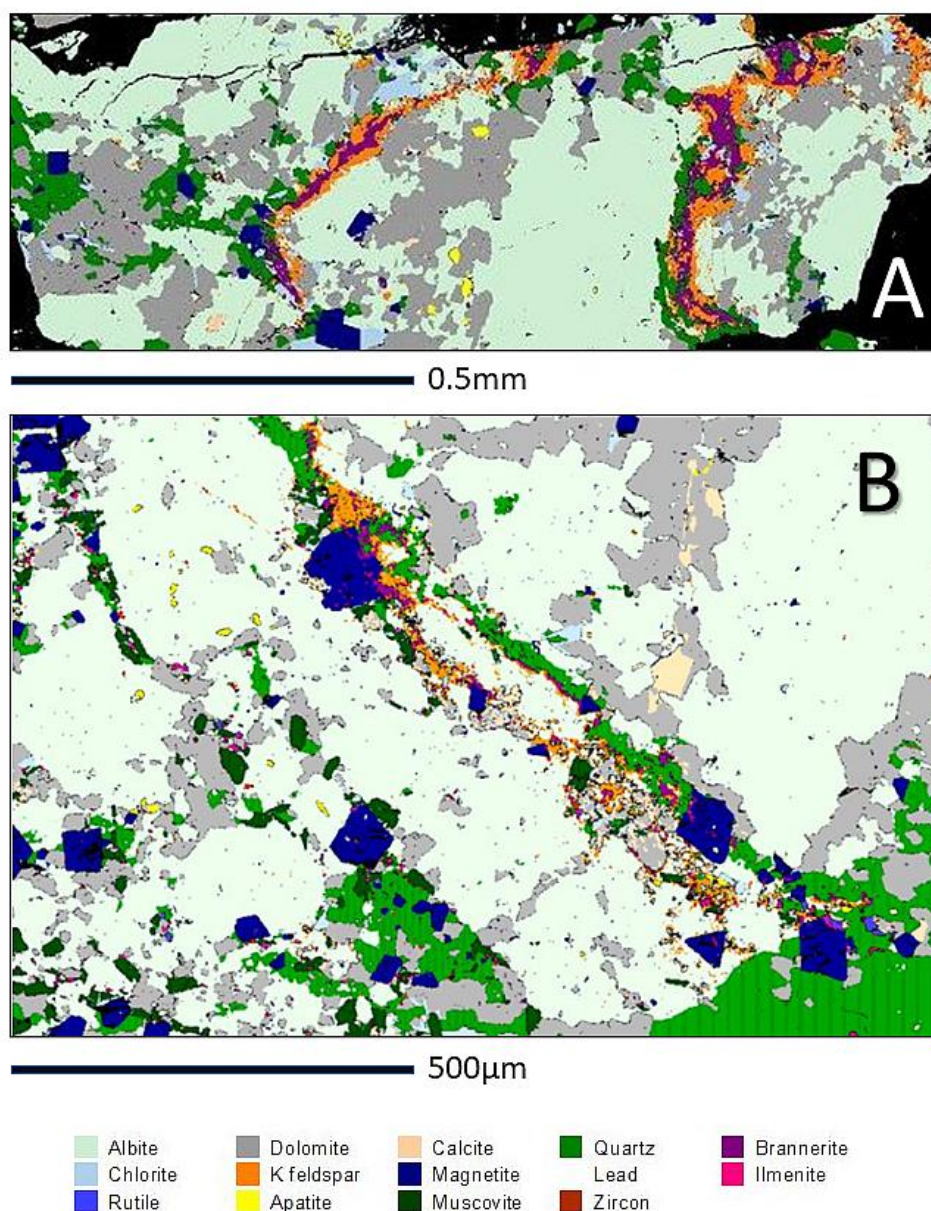 A
0.5mm
B
500µm
Albite Dolomite Calcite Quartz Brannerite
Chlorite K feldspar Magnetite Lead Ilmenite
Rutile Apatite Muscovite Zircon